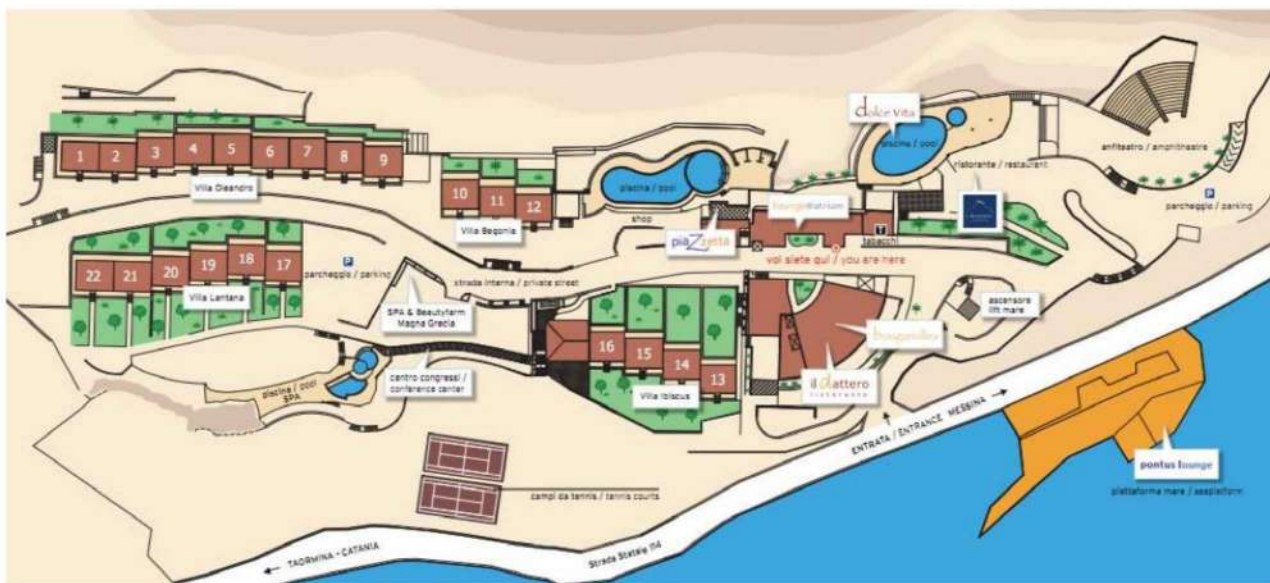 dolce vita
piscina / pool
anfiteatro / amphitheatre
ristorante / restaurant
1 2 3 4 5 6 7 8 9
Villa Oleandro
10 11 12
Villa Begonia
piscina / pool
shop
piaZzetta
tabacchi
T
P
parcheggio / parking
voi siete qui / you are here
22 21 20 19 18 17
Villa Lantana
parcheggio / parking
P
strada interna / private street
SPA & Beautyfarm
Magna Grecia
ascensore
lift mare
16 15 14 13
Villa Ibiscus
il dattero
ristorante
centro congressi /
conference center
piscina / pool
SPA
campi da tennis / tennis courts
ENTRATA / ENTRANCE MESSINA
pontus lounge
piattaforma mare / seaplatform
TAORMINA - CATANIA
Strada Statale 114